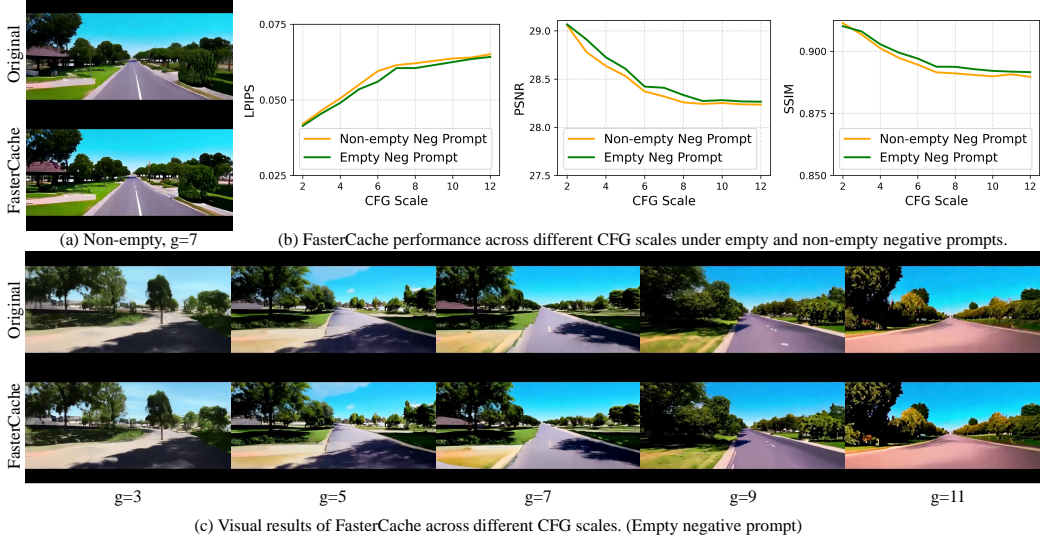 Original
FasterCache
(a) Non-empty, g=7
LPIPS
0.075
0.050
0.025
2 4 6 8 10 12
CFG Scale
Non-empty Neg Prompt
Empty Neg Prompt
PSNR
29.0
28.5
28.0
27.5
2 4 6 8 10 12
CFG Scale
Non-empty Neg Prompt
Empty Neg Prompt
SSIM
0.900
0.875
0.850
2 4 6 8 10 12
CFG Scale
Non-empty Neg Prompt
Empty Neg Prompt
(b) FasterCache performance across different CFG scales under empty and non-empty negative prompts.
Original
FasterCache
g=3 g=5 g=7 g=9 g=11
(c) Visual results of FasterCache across different CFG scales. (Empty negative prompt)